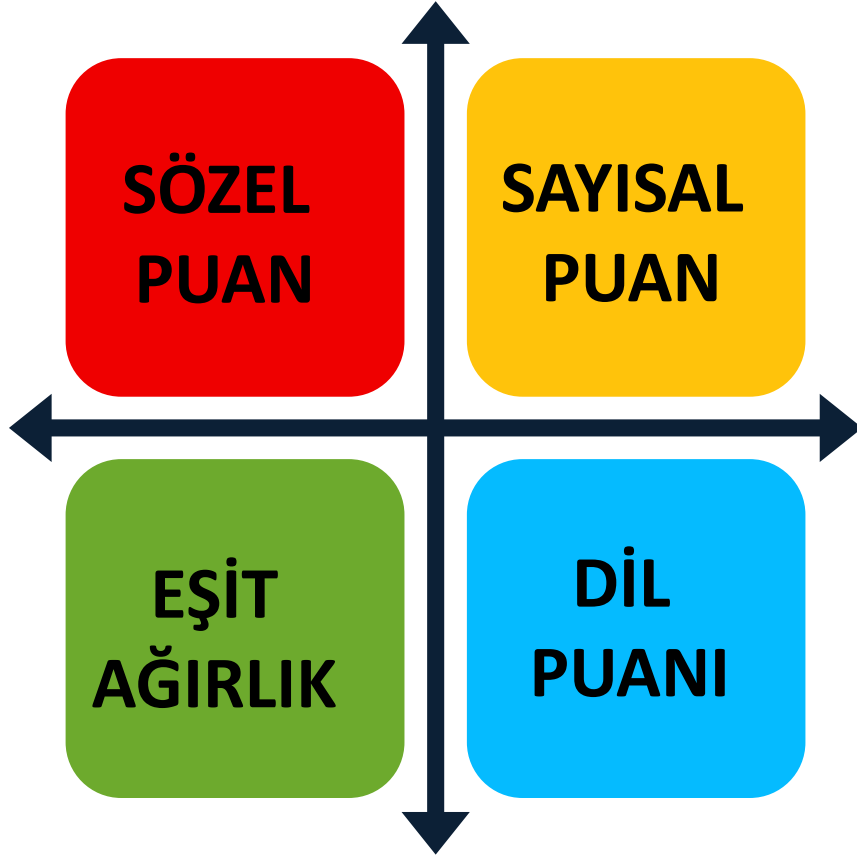 SÖZEL
PUAN
SAYISAL
PUAN
EŞİT
AĞIRLIK
DİL
PUANI